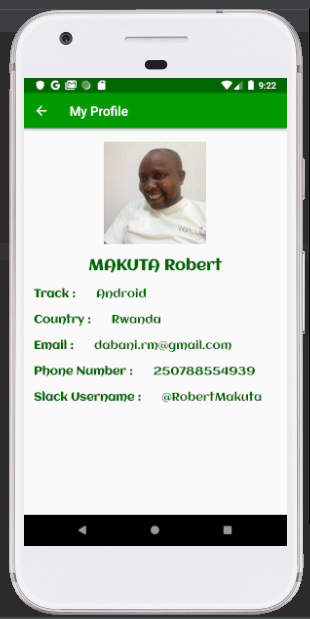 9:22
My Profile
MAKUTA Robert
Track : Android
Country : Rwanda
Email : dabani.rm@gmail.com
Phone Number : 250788554939
Slack Username : @RobertMakuta